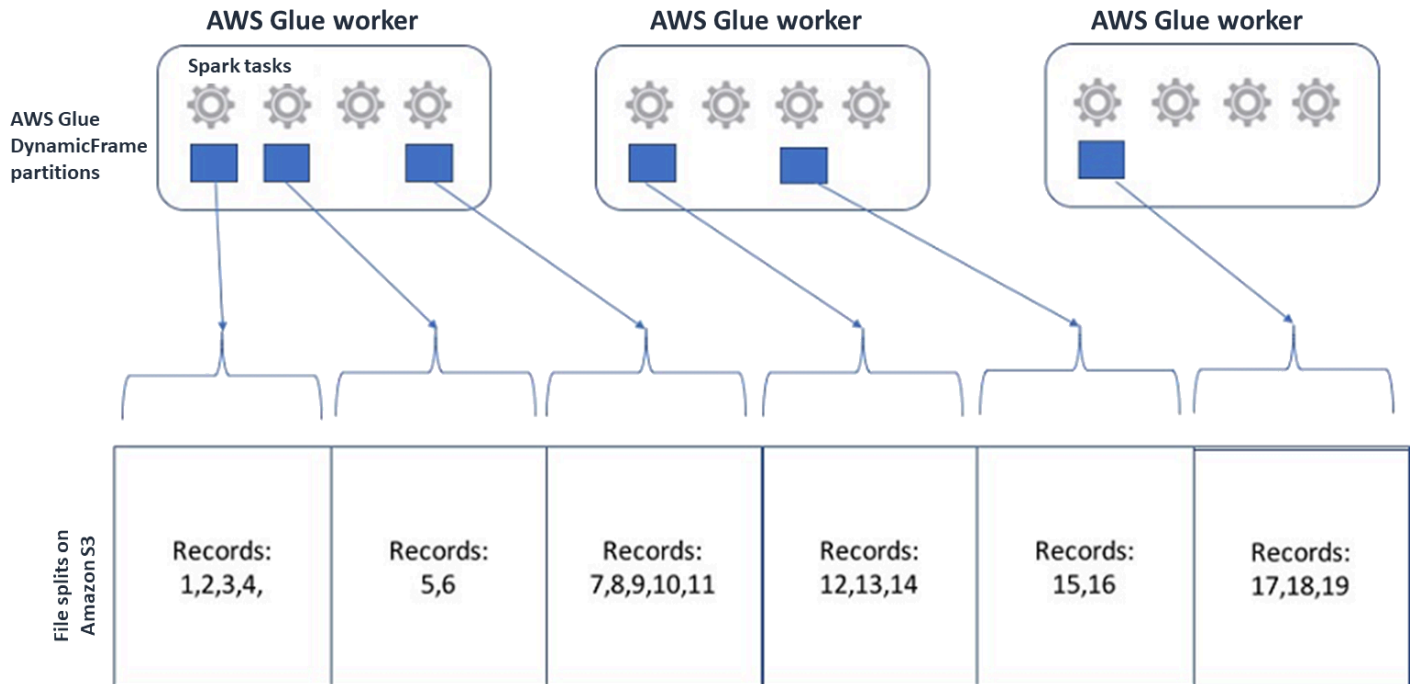 AWS Glue worker
AWS Glue worker
AWS Glue worker
Spark tasks
AWS Glue
DynamicFrame
partitions
File splits on
Amazon S3
Records:
1,2,3,4,
Records:
5,6
Records:
7,8,9,10,11
Records:
12,13,14
Records:
15,16
Records:
17,18,19